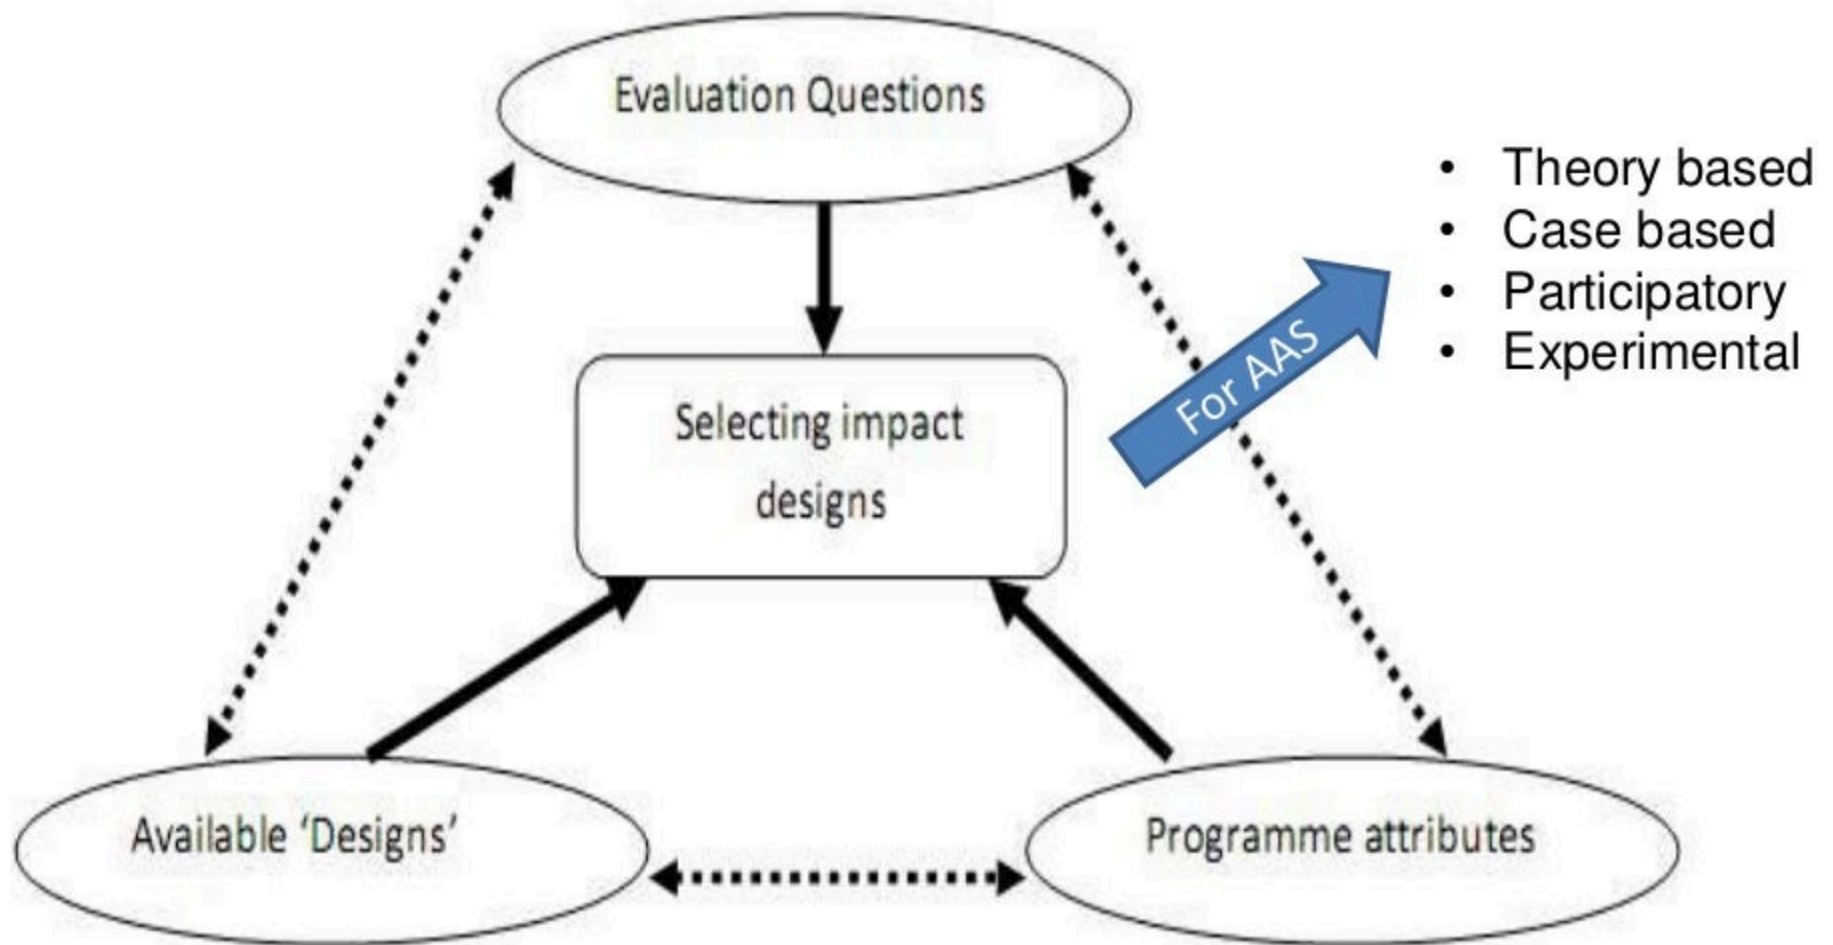 Evaluation Questions
• Theory based
• Case based
• Participatory
• Experimental
For AAS
Selecting impact
designs
Available ‘Designs’
Programme attributes